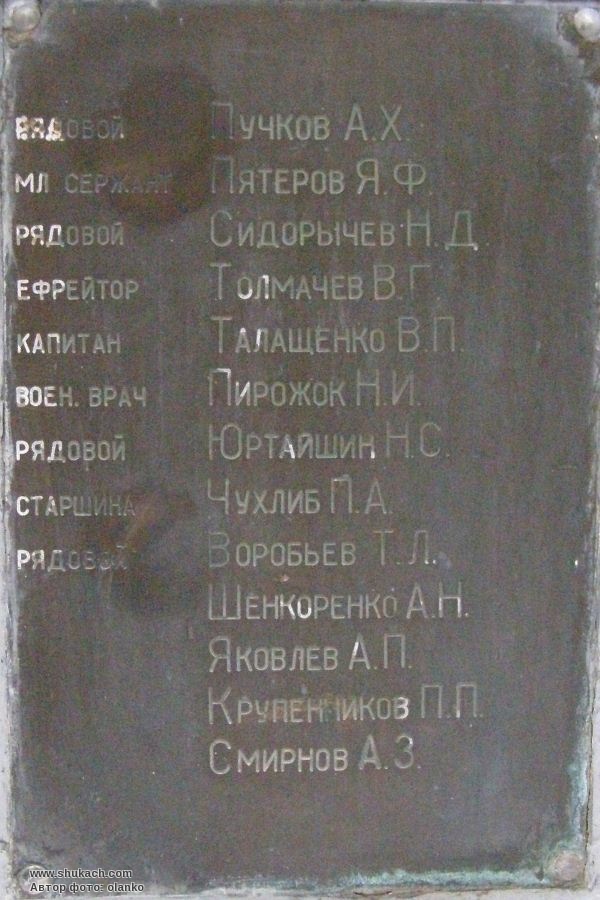 РЯДОВОЙ ПУЧКОВ А.Х.
МЛ СЕРЖАНТ ПЯТЕРОВ Я.Ф.
РЯДОВОЙ СИДОРЫЧЕВ Н.Д
ЕФРЕЙТОР ТОЛМАЧЕВ В.Г
КАПИТАН ТАЛАЩЕНКО В.П.
ВОЕН. ВРАЧ ПИРОЖОК Н.И.
РЯДОВОЙ ЮРТАЙШИН Н.С.
СТАРШИНА ЧУХЛИБ П.А.
РЯДОВОЙ ВОРОБЬЕВ Т.Л.
ШЕНКОРЕНКО А.Н.
ЯКОВЛЕВ А.П.
КРУПЕННИКОВ П.П.
СМИРНОВ А.З.
www.shukach.com
Автор фото: olanko